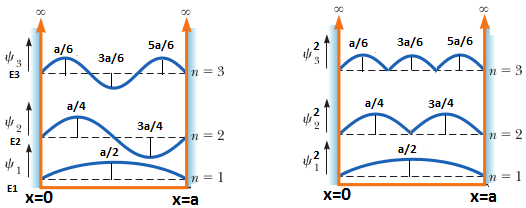 ∞ ∞
a/6 3a/6 5a/6
ψ3
E3 n = 3
a/4
ψ2 3a/4
E2 n = 2
ψ1 a/2
E1 n = 1
x=0 x=a
∞ ∞
a/6 3a/6 5a/6
ψ3² n = 3
a/4 3a/4
ψ2² n = 2
ψ1² a/2
n = 1
x=0 x=a